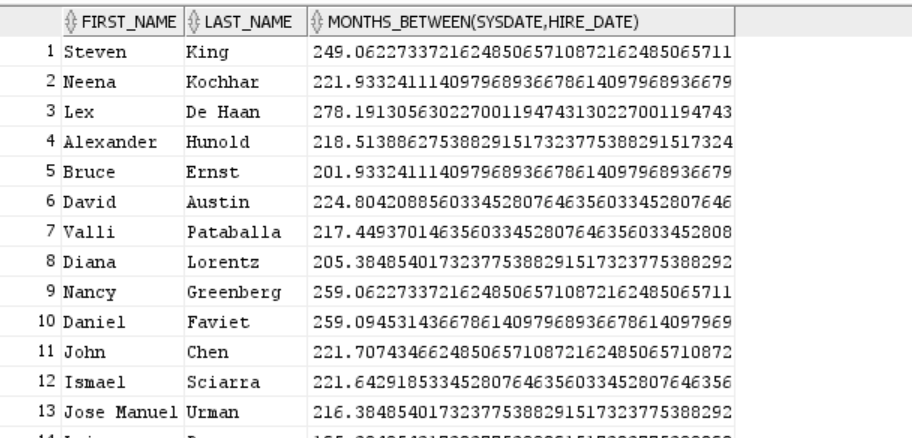 FIRST_NAME LAST_NAME MONTHS_BETWEEN(SYSDATE,HIRE_DATE)
1 Steven King 249.062273372162485065710872162485065711
2 Neena Kochhar 221.933241114097968936678614097968936679
3 Lex De Haan 278.191305630227001194743130227001194743
4 Alexander Hunold 218.513886275388291517323775388291517324
5 Bruce Ernst 201.933241114097968936678614097968936679
6 David Austin 224.804208856033452807646356033452807646
7 Valli Pataballa 217.449370146356033452807646356033452808
8 Diana Lorentz 205.384854017323775388291517323775388292
9 Nancy Greenberg 259.062273372162485065710872162485065711
10 Daniel Faviet 259.094531436678614097968936678614097969
11 John Chen 221.707434662485065710872162485065710872
12 Ismael Sciarra 221.642918533452807646356033452807646356
13 Jose Manuel Urman 216.384854017323775388291517323775388292